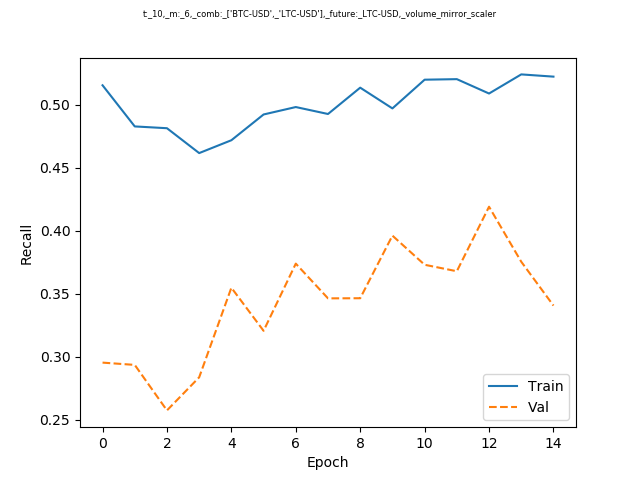 t:_10,_m:_6,_comb:_['BTC-USD',_'LTC-USD'],_future:_LTC-USD,_volume_mirror_scaler
0.50
0.45
0.40
0.35
0.30
0.25
Recall
0 2 4 6 8 10 12 14
Epoch
Train
Val